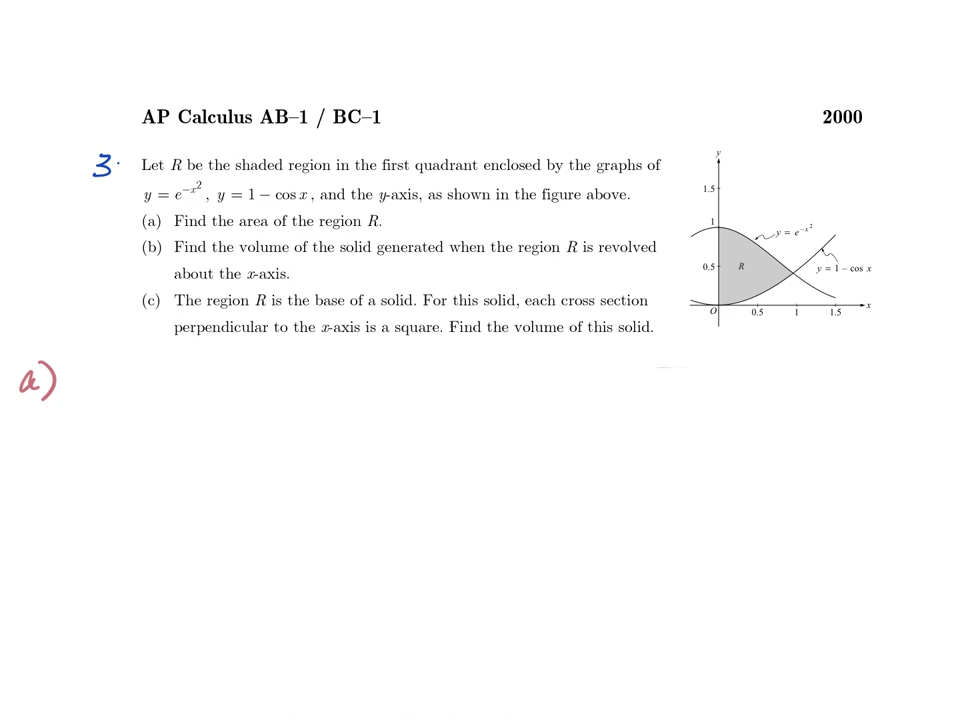 AP Calculus AB–1 / BC–1 2000
3. Let R be the shaded region in the first quadrant enclosed by the graphs of
y = e^{-x^2}, y = 1 − cos x, and the y-axis, as shown in the figure above.
(a) Find the area of the region R.
(b) Find the volume of the solid generated when the region R is revolved
about the x-axis.
(c) The region R is the base of a solid. For this solid, each cross section
perpendicular to the x-axis is a square. Find the volume of this solid.
y
1.5
1
y = e^{-x^2}
0.5
R
y = 1 − cos x
x
O
0.5
1
1.5
a)